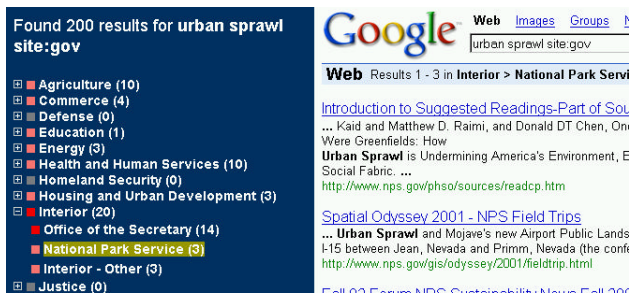 Found 200 results for urban sprawl
site:gov
Agriculture (10)
Commerce (4)
Defense (0)
Education (1)
Energy (3)
Health and Human Services (10)
Homeland Security (0)
Housing and Urban Development (3)
Interior (20)
Office of the Secretary (14)
National Park Service (3)
Interior - Other (3)
Justice (0)
Google
Web Images Groups
urban sprawl site:gov
Web Results 1 - 3 in Interior > National Park Servi
Introduction to Suggested Readings-Part of Sou
... Kaid and Matthew D. Raimi, and Donald DT Chen, On
Were Greenfields: How
Urban Sprawl is Undermining America's Environment, E
Social Fabric. ...
http://www.nps.gov/phso/sources/readcp.htm
Spatial Odyssey 2001 - NPS Field Trips
... Urban Sprawl and Mojave's new Airport Public Lands
I-15 between Jean, Nevada and Primm, Nevada (the confe
http://www.nps.gov/gis/odyssey/2001/fieldtrip.html